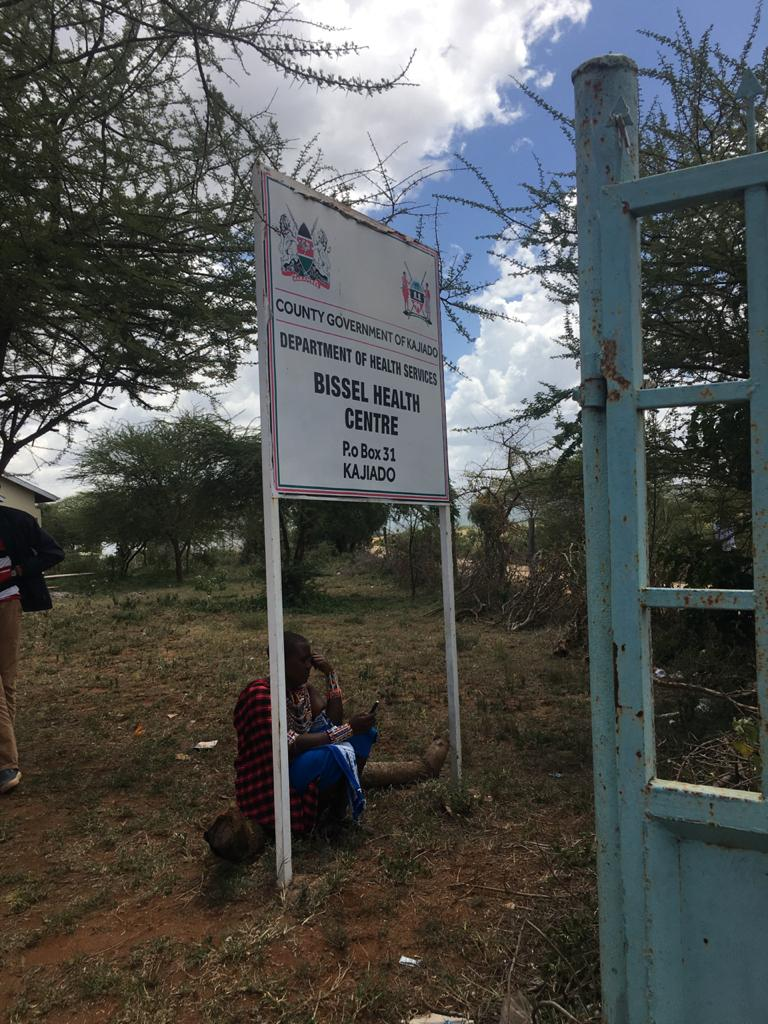 COUNTY GOVERNMENT OF KAJIADO
DEPARTMENT OF HEALTH SERVICES
BISSEL HEALTH
CENTRE
P.o Box 31
KAJIADO